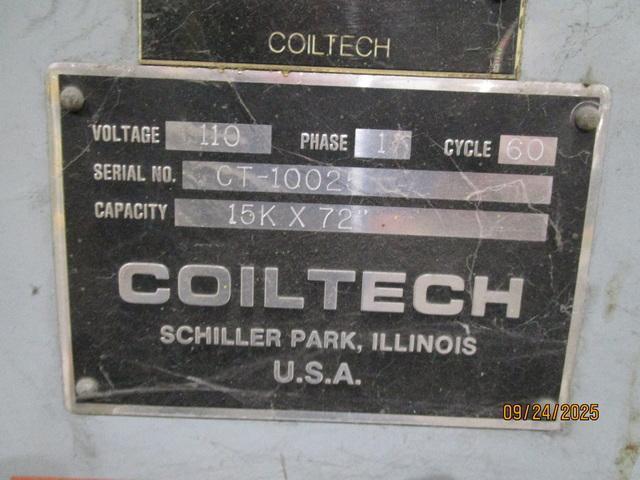 COILTECH
VOLTAGE 110 PHASE 1 CYCLE 60
SERIAL NO. CT-10025
CAPACITY 15K X 72"
COILTECH
SCHILLER PARK, ILLINOIS
U.S.A.
09/24/2025